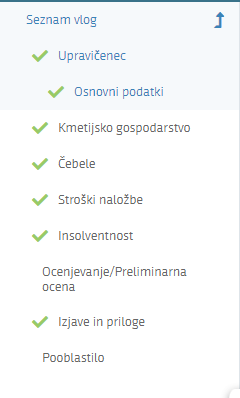 Seznam vlog
Upravičenec
Osnovni podatki
Kmetijsko gospodarstvo
Čebele
Stroški naložbe
Insolventnost
Ocenjevanje/Preliminarna
ocena
Izjave in priloge
Pooblastilo